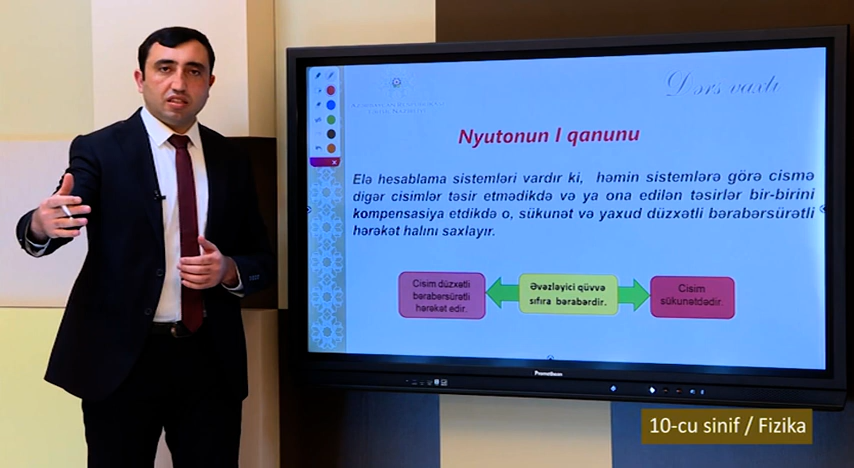 Dərs vaxtı
Nyutonun I qanunu
Elə hesablama sistemləri vardır ki, həmin sistemlərə görə cismə
digər cisimlər təsir etmədikdə və ya ona edilən təsirlər bir-birini
kompensasiya etdikdə o, sükunət və yaxud düzxətli bərabərsürətli
hərəkət halını saxlayır.
Cisim düzxətli
bərabərsürətli
hərəkət edir.
Əvəzləyici qüvvə
sıfıra bərabərdir.
Cisim
sükunətdədir.
Promethean
10-cu sinif / Fizika